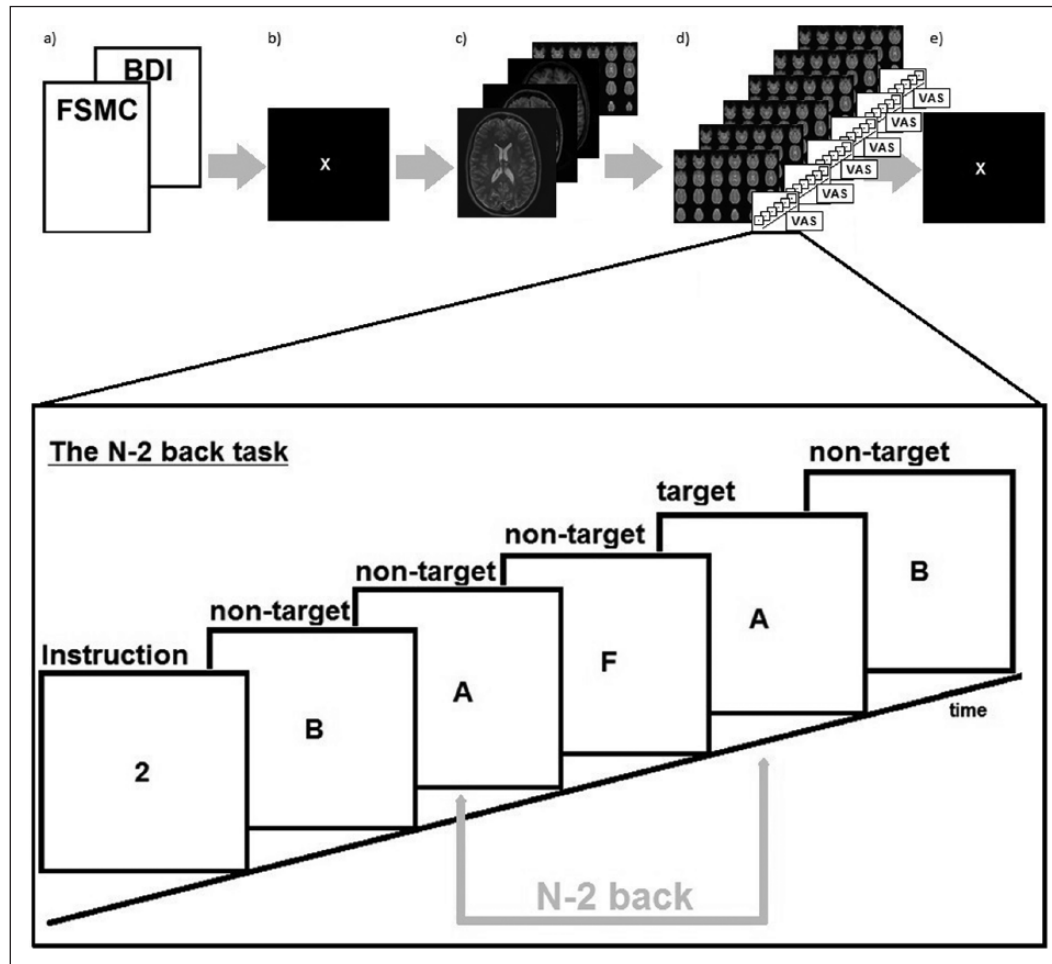 a)
b)
c)
d)
e)
BDI
FSMC
X
VAS
VAS
VAS
VAS
VAS
VAS
X
The N-2 back task
non-target
target
non-target
non-target
non-target
Instruction
B
A
F
A
B
2
time
N-2 back